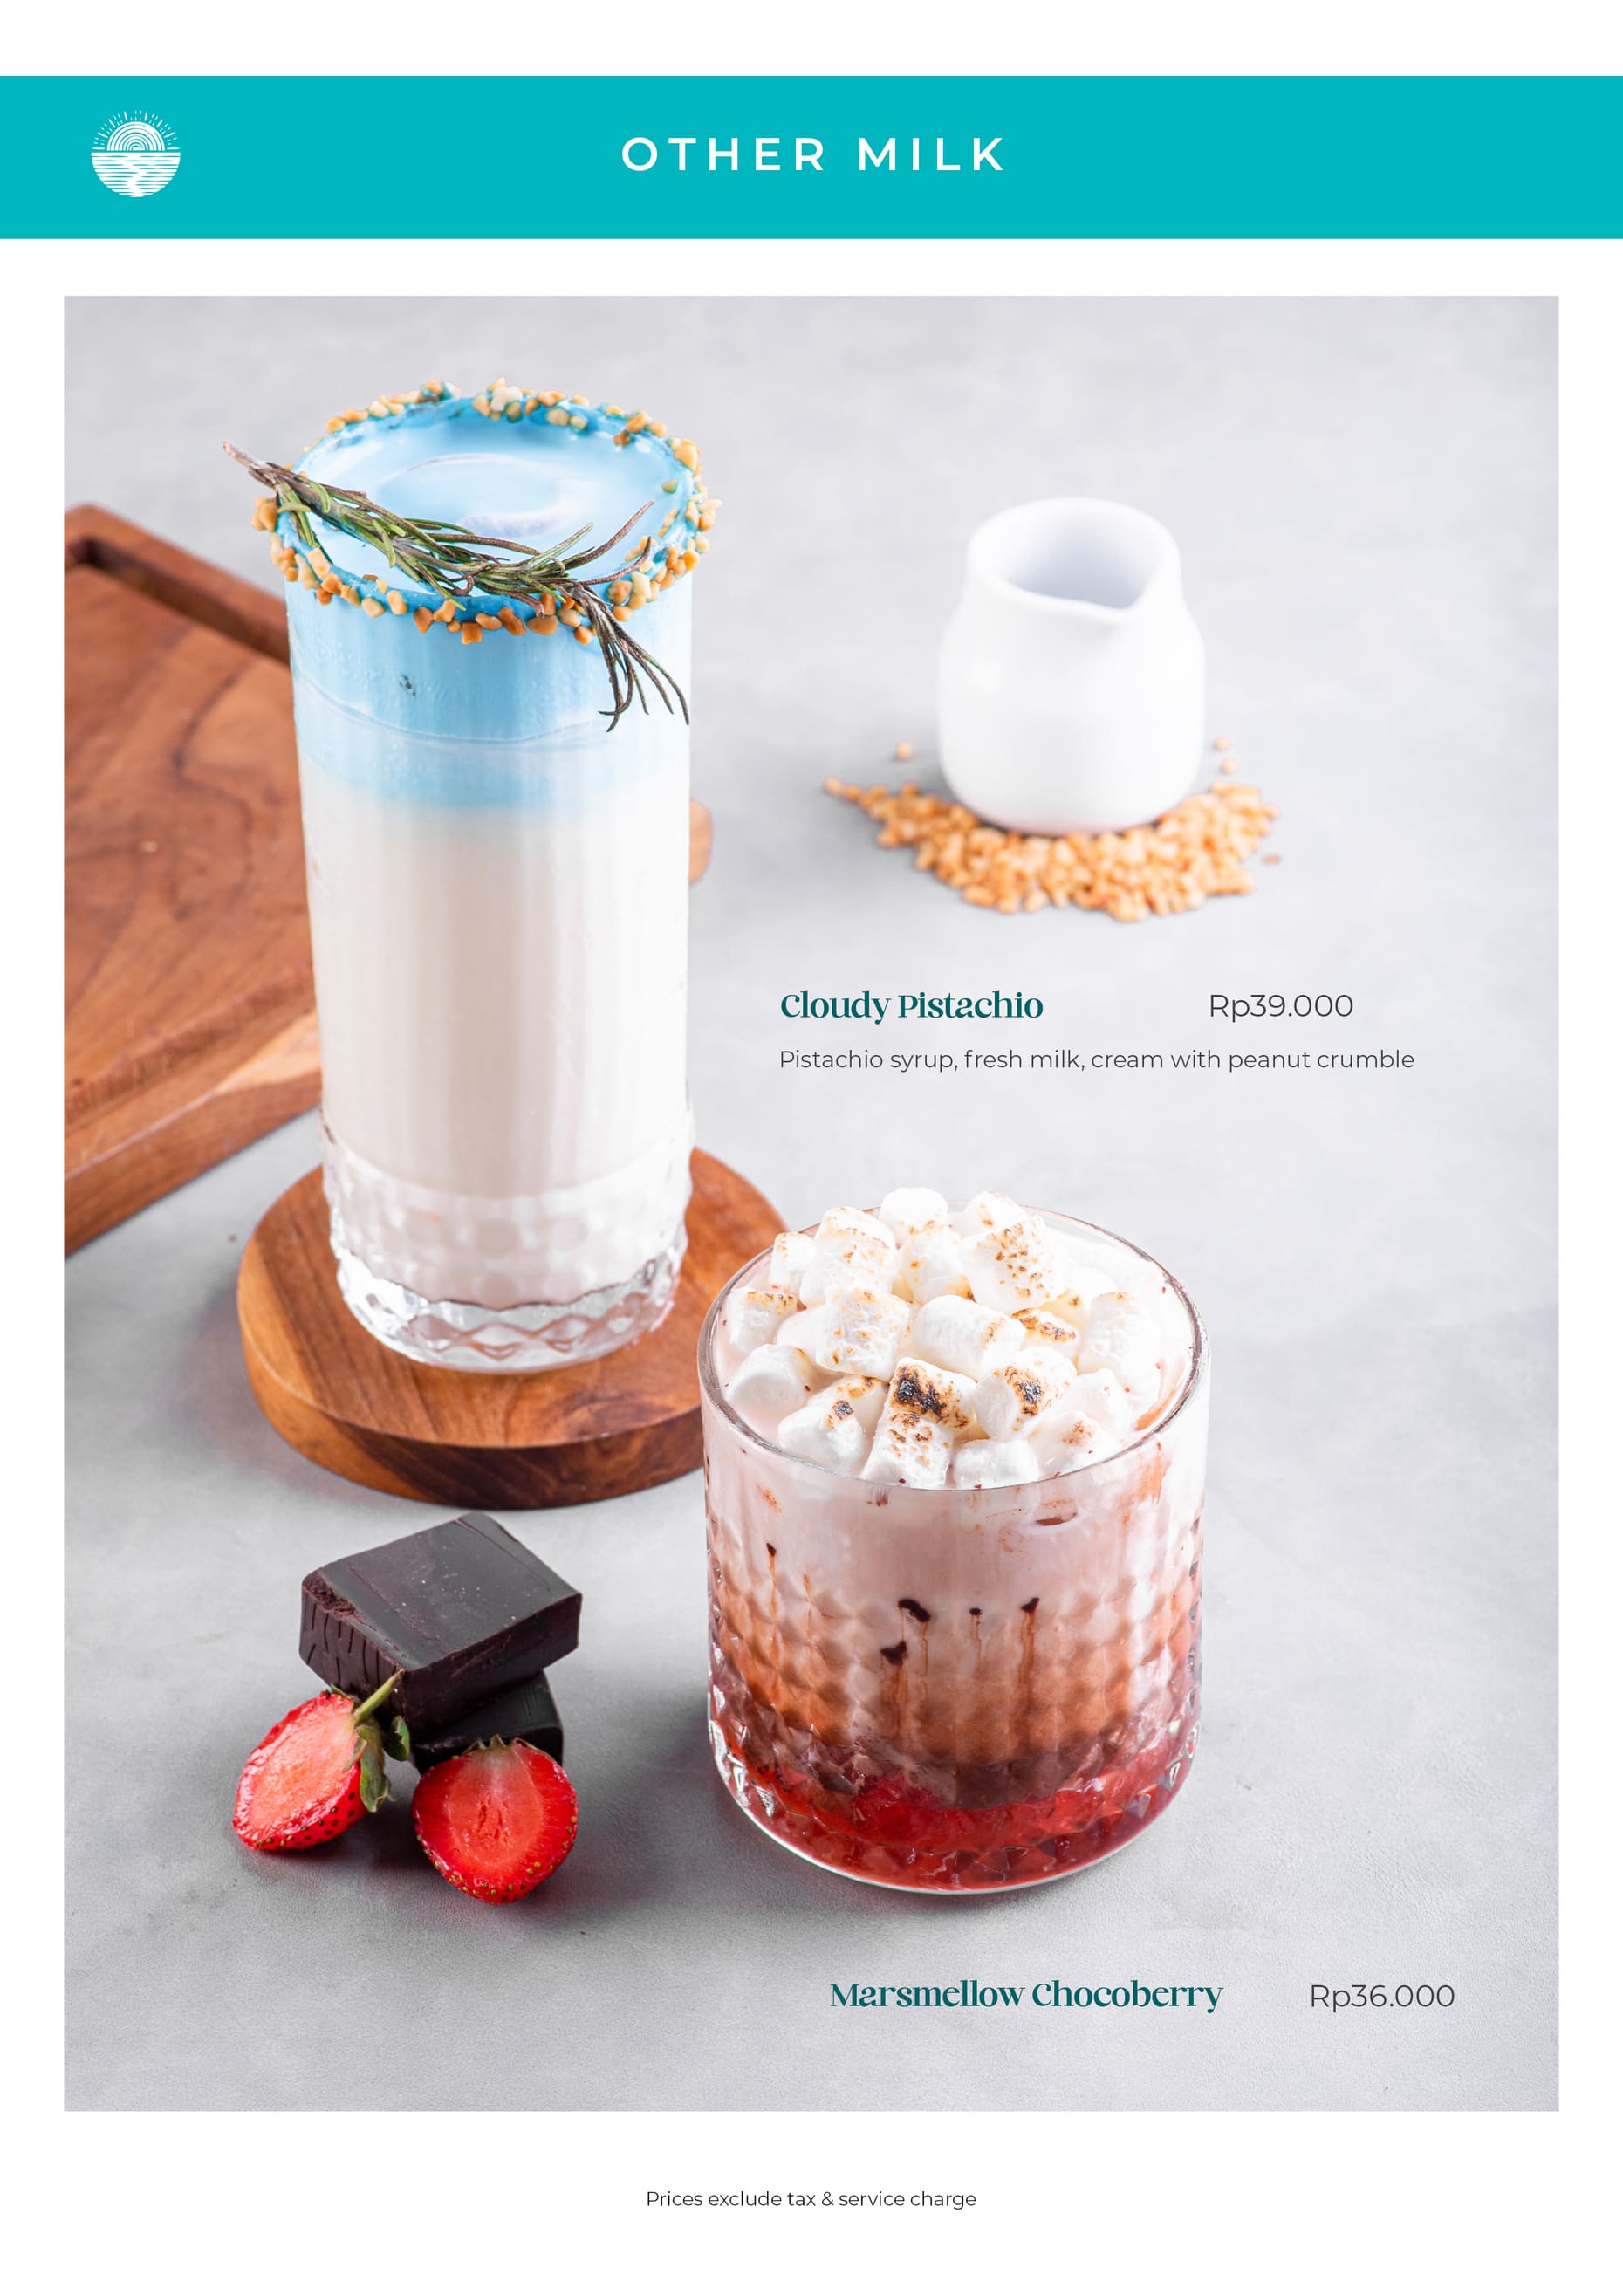 OTHER MILK
Cloudy Pistachio Rp39.000
Pistachio syrup, fresh milk, cream with peanut crumble
Marsmellow Chocoberry Rp36.000
Prices exclude tax & service charge